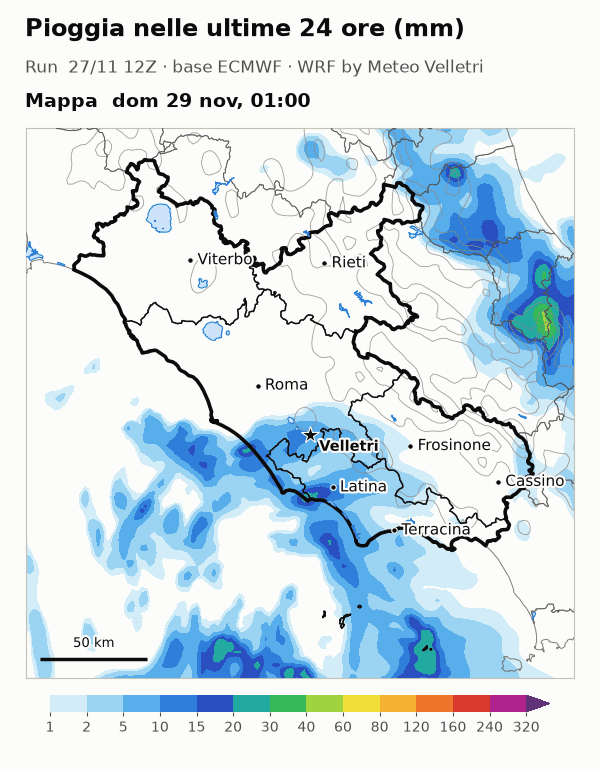 Pioggia nelle ultime 24 ore (mm)
Run  27/11 12Z · base ECMWF · WRF by Meteo Velletri
Mappa  dom 29 nov, 01:00
Viterbo
Rieti
Roma
Velletri
Frosinone
Latina
Cassino
Terracina
50 km
1 2 5 10 15 20 30 40 60 80 120 160 240 320